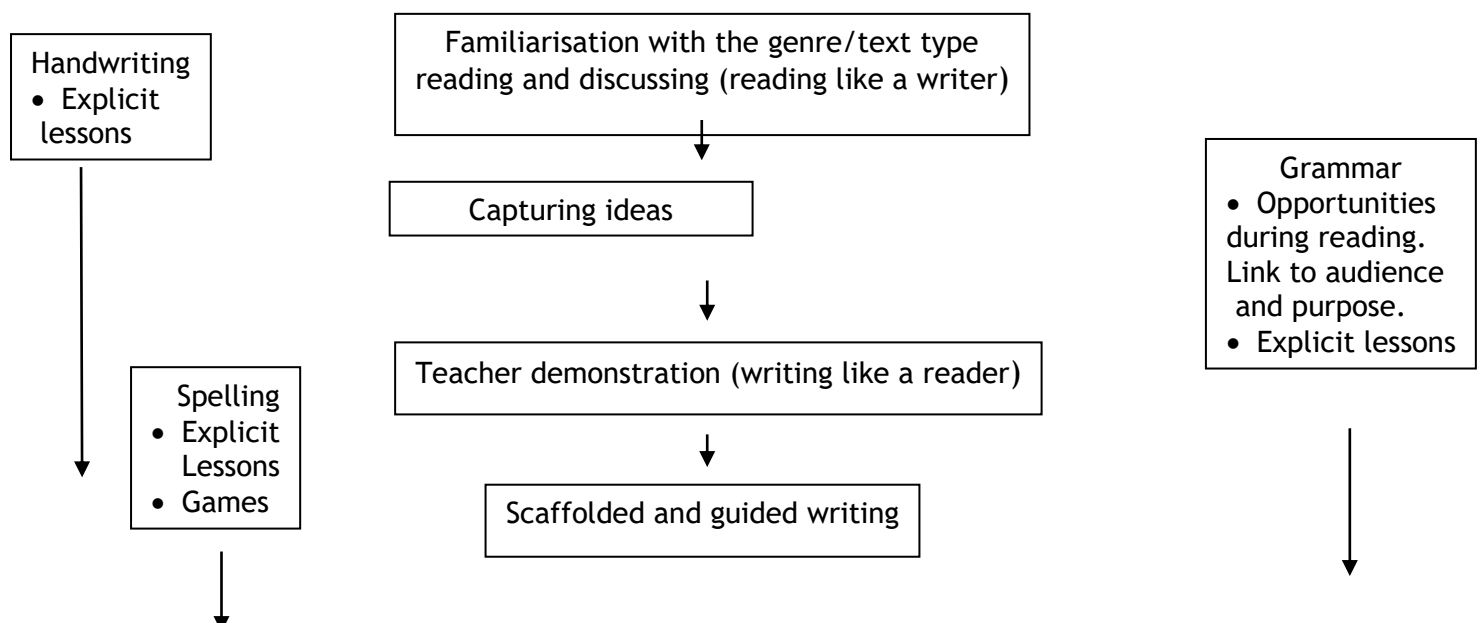 Familiarisation with the genre/text type
reading and discussing (reading like a writer)
Handwriting
• Explicit
lessons
Capturing ideas
Grammar
• Opportunities
during reading.
Link to audience
and purpose.
• Explicit lessons
Teacher demonstration (writing like a reader)
Spelling
• Explicit
Lessons
• Games
Scaffolded and guided writing